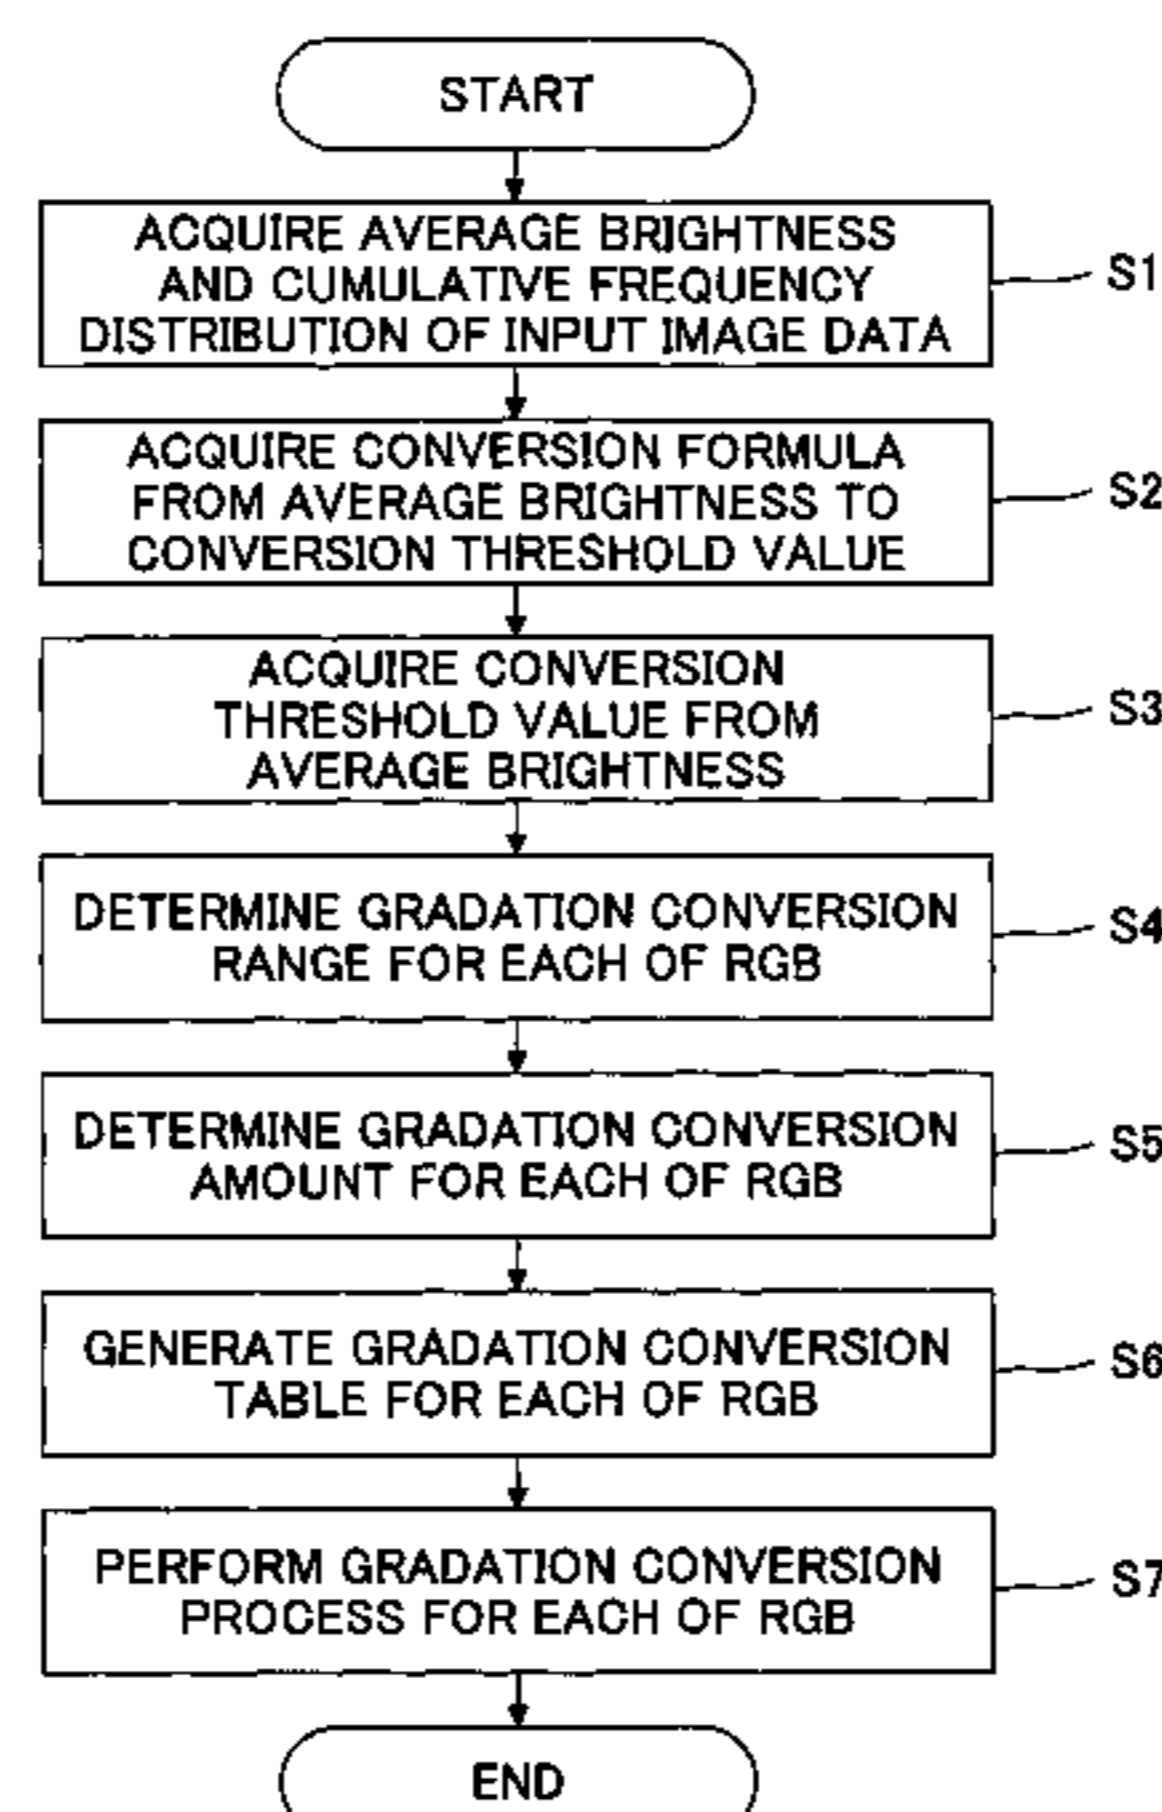 START
ACQUIRE AVERAGE BRIGHTNESS
AND CUMULATIVE FREQUENCY
DISTRIBUTION OF INPUT IMAGE DATA
S1
ACQUIRE CONVERSION FORMULA
FROM AVERAGE BRIGHTNESS TO
CONVERSION THRESHOLD VALUE
S2
ACQUIRE CONVERSION
THRESHOLD VALUE FROM
AVERAGE BRIGHTNESS
S3
DETERMINE GRADATION CONVERSION
RANGE FOR EACH OF RGB
S4
DETERMINE GRADATION CONVERSION
AMOUNT FOR EACH OF RGB
S5
GENERATE GRADATION CONVERSION
TABLE FOR EACH OF RGB
S6
PERFORM GRADATION CONVERSION
PROCESS FOR EACH OF RGB
S7
END